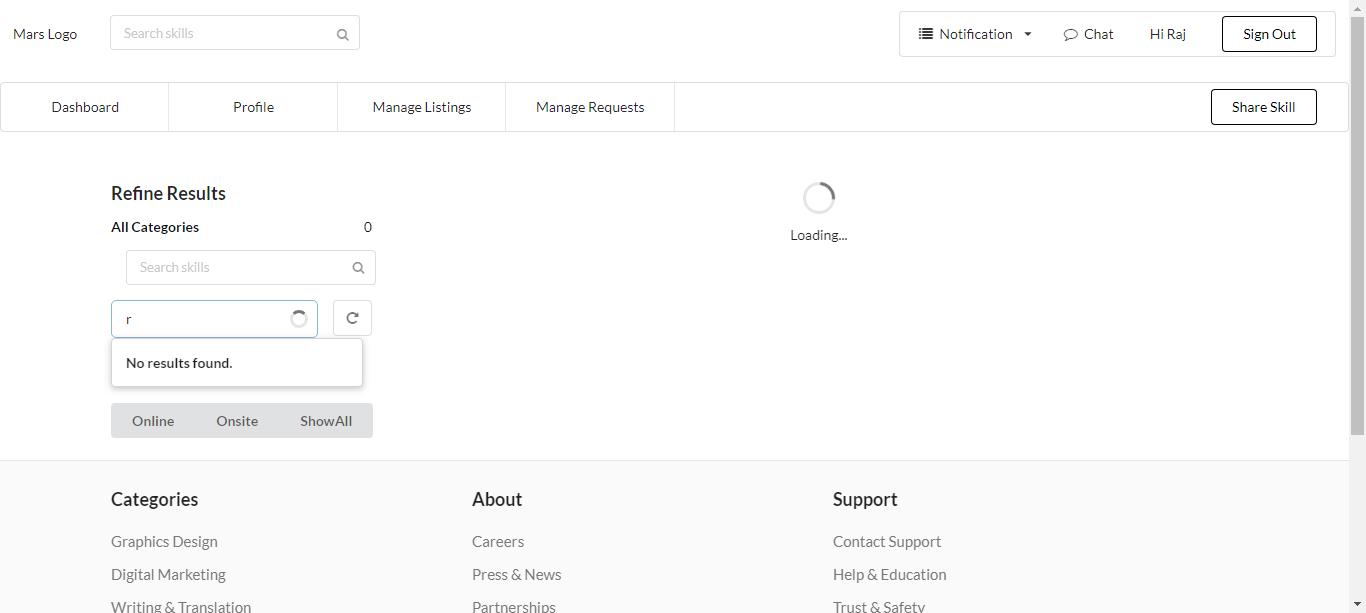 Mars Logo
Search skills
Notification
Chat
Hi Raj
Sign Out
Dashboard
Profile
Manage Listings
Manage Requests
Share Skill
Refine Results
All Categories 0
Search skills
r
No results found.
Online Onsite ShowAll
Loading...
Categories
Graphics Design
Digital Marketing
Writing & Translation
About
Careers
Press & News
Partnerships
Support
Contact Support
Help & Education
Trust & Safety